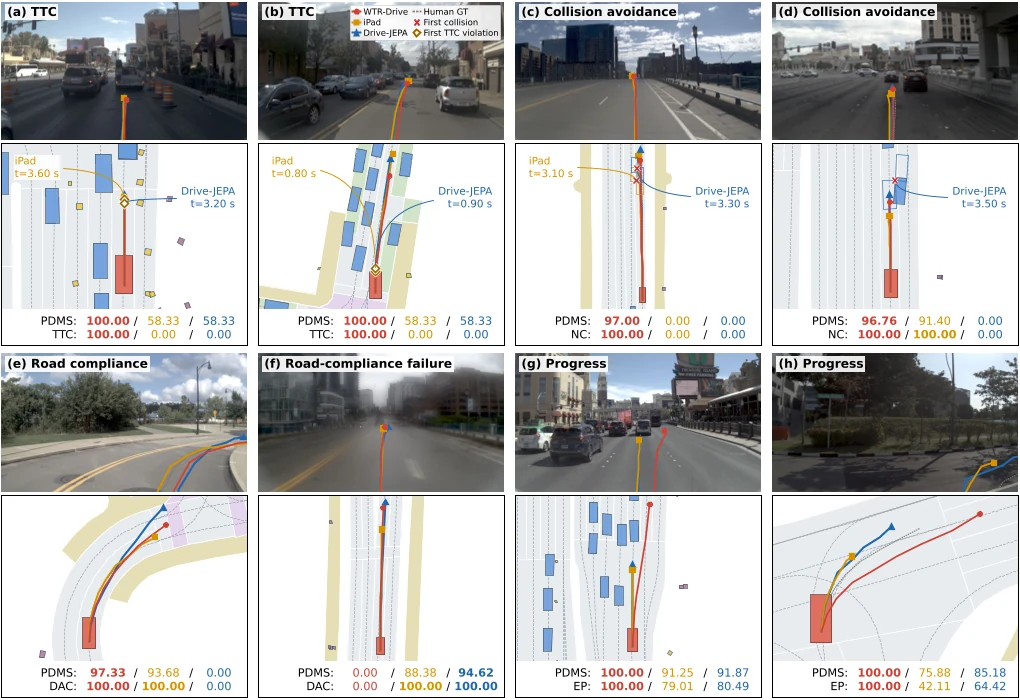 (a) TTC
(b) TTC
WTR-Drive
iPad
Drive-JEPA
Human GT
First collision
First TTC violation
(c) Collision avoidance
(d) Collision avoidance
iPad
t=3.60 s
Drive-JEPA
t=3.20 s
iPad
t=0.80 s
Drive-JEPA
t=0.90 s
iPad
t=3.10 s
Drive-JEPA
t=3.30 s
Drive-JEPA
t=3.50 s
PDMS: 100.00 / 58.33 / 58.33
TTC: 100.00 / 0.00 / 0.00
PDMS: 100.00 / 58.33 / 58.33
TTC: 100.00 / 0.00 / 0.00
PDMS: 97.00 / 0.00 / 0.00
NC: 100.00 / 0.00 / 0.00
PDMS: 96.76 / 91.40 / 0.00
NC: 100.00 / 100.00 / 0.00
(e) Road compliance
(f) Road-compliance failure
(g) Progress
(h) Progress
PDMS: 97.33 / 93.68 / 0.00
DAC: 100.00 / 100.00 / 0.00
PDMS: 0.00 / 88.38 / 94.62
DAC: 0.00 / 100.00 / 100.00
PDMS: 100.00 / 91.25 / 91.87
EP: 100.00 / 79.01 / 80.49
PDMS: 100.00 / 75.88 / 85.18
EP: 100.00 / 42.11 / 64.42